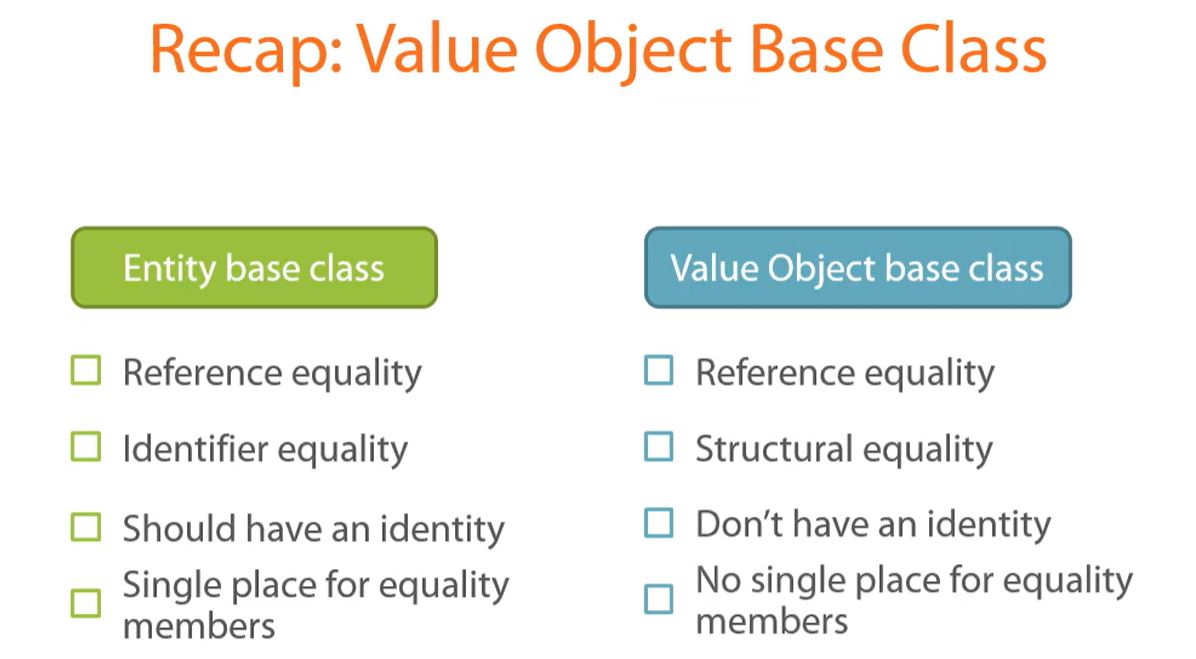 Recap: Value Object Base Class
Entity base class
Reference equality
Identifier equality
Should have an identity
Single place for equality
members
Value Object base class
Reference equality
Structural equality
Don’t have an identity
No single place for equality
members